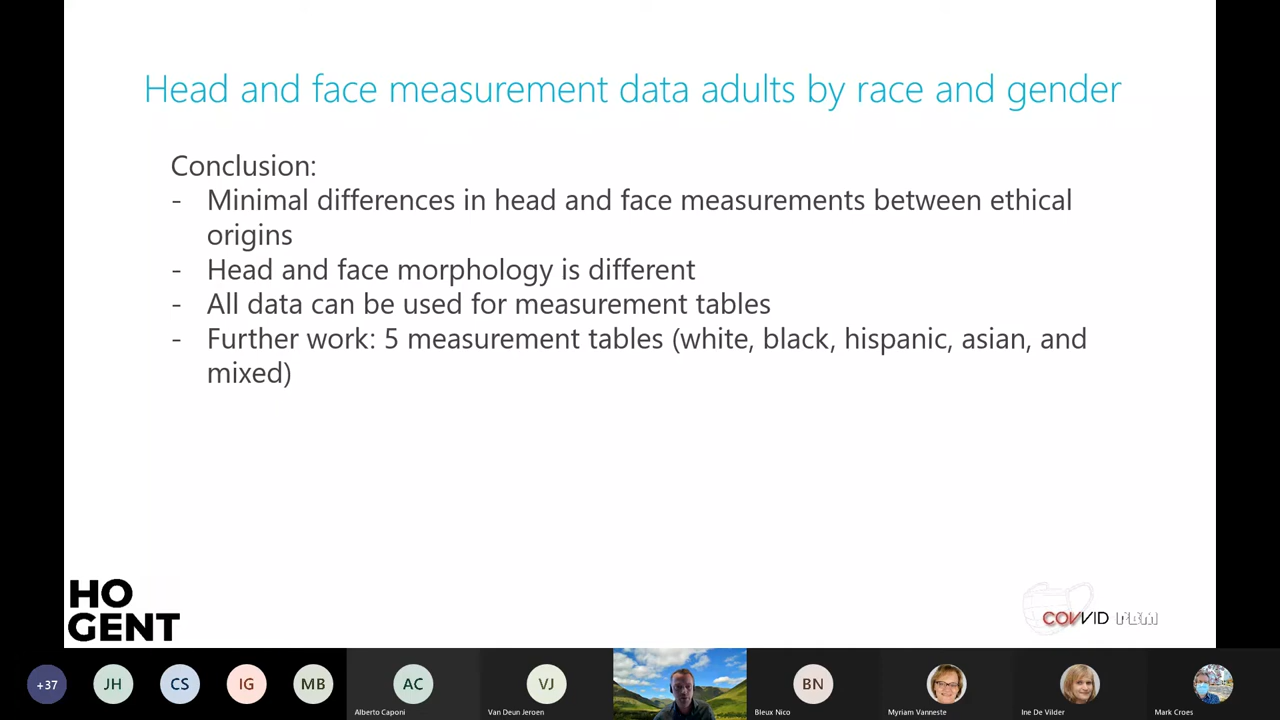 Head and face measurement data adults by race and gender
Conclusion:
- Minimal differences in head and face measurements between ethical
origins
- Head and face morphology is different
- All data can be used for measurement tables
- Further work: 5 measurement tables (white, black, hispanic, asian, and
mixed)
HO
GENT
COVVID PBM
+37
JH
CS
IG
MB
AC
Alberto Caponi
VJ
Van Deun Jeroen
BN
Bleux Nico
Myriam Vanneste
Ine De Vilder
Mark Croes